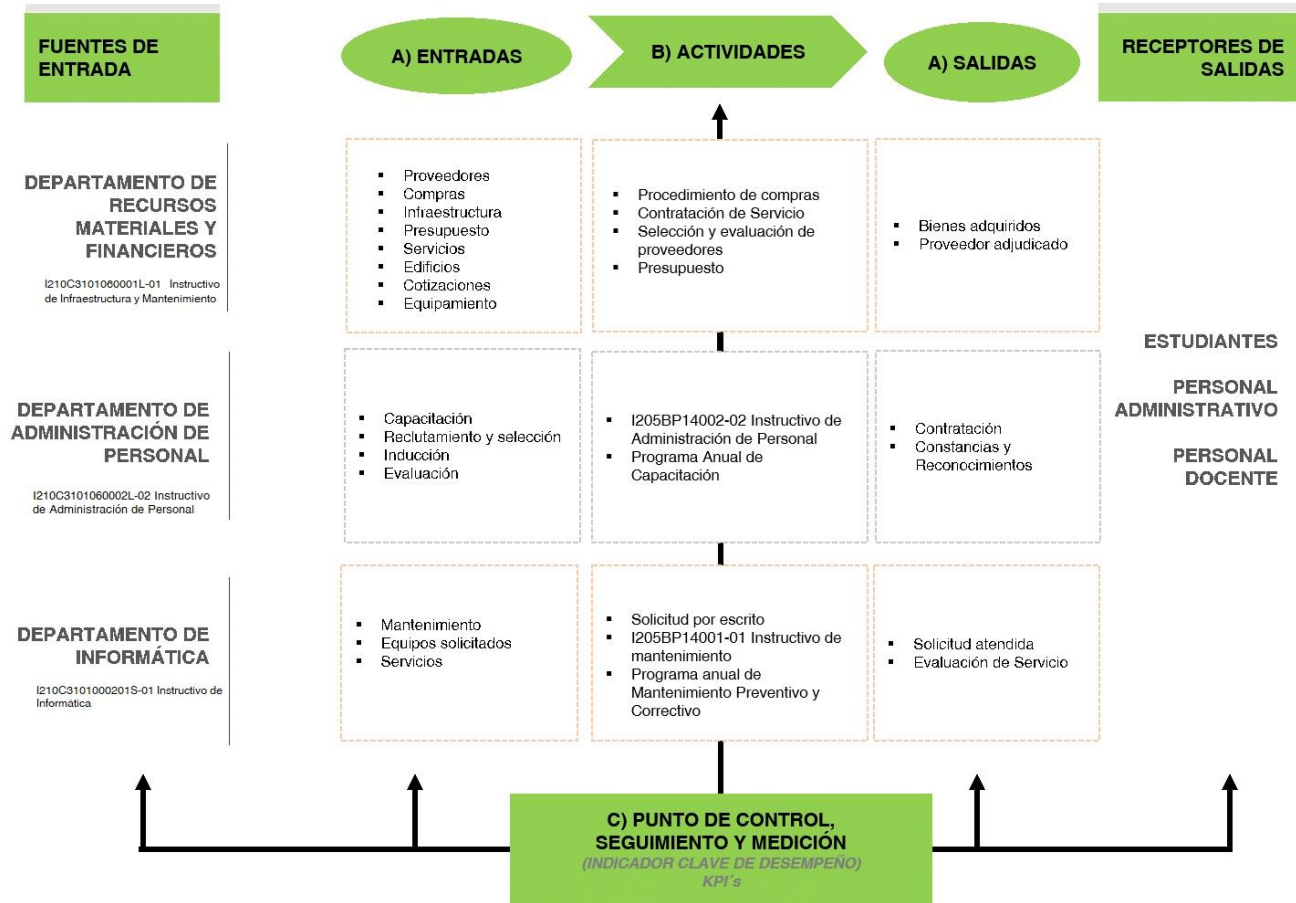 FUENTES DE
ENTRADA
A) ENTRADAS
B) ACTIVIDADES
A) SALIDAS
RECEPTORES DE
SALIDAS
DEPARTAMENTO DE
RECURSOS
MATERIALES Y
FINANCIEROS
I210C3101060001L-01 Instructivo
de Infraestructura y Mantenimiento
▪ Proveedores
▪ Compras
▪ Infraestructura
▪ Presupuesto
▪ Servicios
▪ Edificios
▪ Cotizaciones
▪ Equipamiento
▪ Procedimiento de compras
▪ Contratación de Servicio
▪ Selección y evaluación de
proveedores
▪ Presupuesto
▪ Bienes adquiridos
▪ Proveedor adjudicado
DEPARTAMENTO DE
ADMINISTRACIÓN DE
PERSONAL
I210C3101060002L-02 Instructivo
de Administración de Personal
▪ Capacitación
▪ Reclutamiento y selección
▪ Inducción
▪ Evaluación
▪ I205BP14002-02 Instructivo de
Administración de Personal
▪ Programa Anual de
Capacitación
▪ Contratación
▪ Constancias y
Reconocimientos
ESTUDIANTES
PERSONAL
ADMINISTRATIVO
PERSONAL
DOCENTE
DEPARTAMENTO DE
INFORMÁTICA
I210C3101000201S-01 Instructivo de
Informática
▪ Mantenimiento
▪ Equipos solicitados
▪ Servicios
▪ Solicitud por escrito
▪ I205BP14001-01 Instructivo de
mantenimiento
▪ Programa anual de
Mantenimiento Preventivo y
Correctivo
▪ Solicitud atendida
▪ Evaluación de Servicio
C) PUNTO DE CONTROL,
SEGUIMIENTO Y MEDICIÓN
(INDICADOR CLAVE DE DESEMPEÑO)
KPI´s